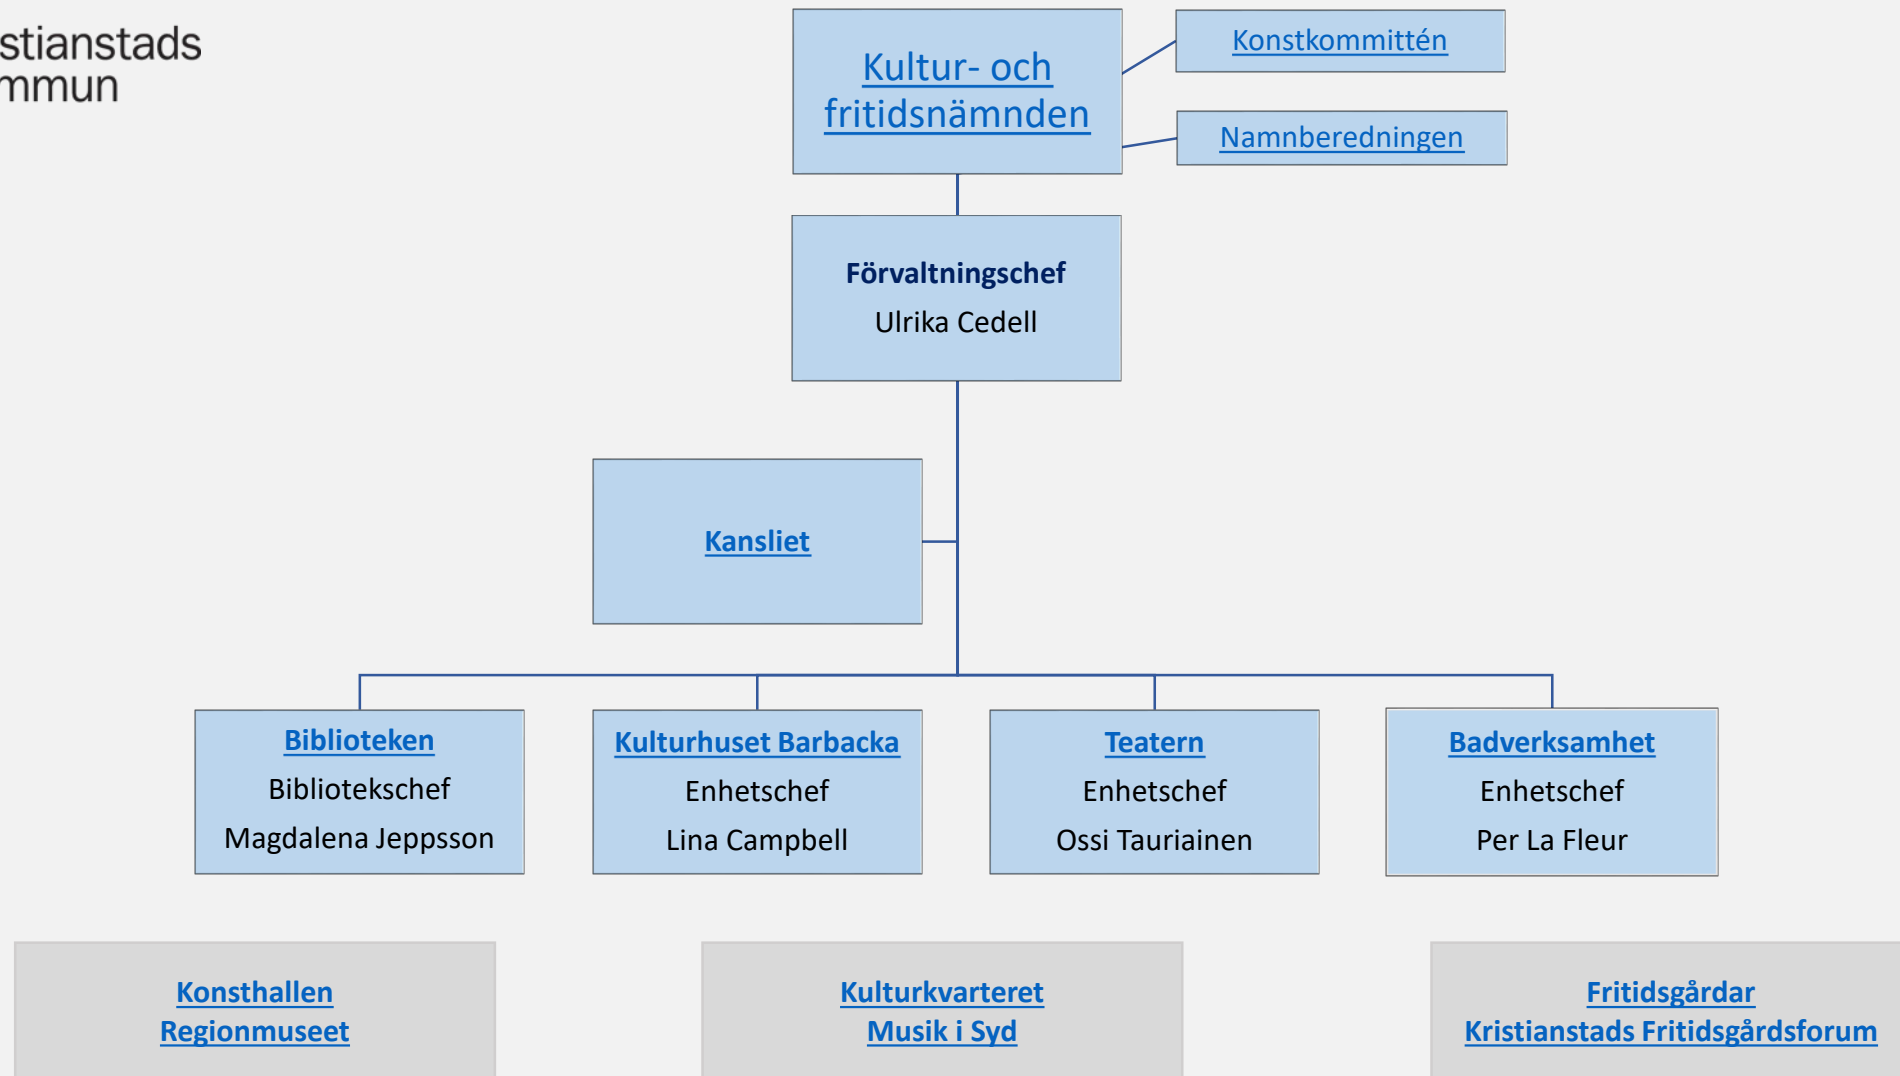 stianstads
mmun
Kultur- och
fritidsnämnden
Konstkommittén
Namnberedningen
Förvaltningschef
Ulrika Cedell
Kansliet
Biblioteken
Bibliotekschef
Magdalena Jeppsson
Kulturhuset Barbacka
Enhetschef
Lina Campbell
Teatern
Enhetschef
Ossi Tauriainen
Badverksamhet
Enhetschef
Per La Fleur
Konsthallen
Regionmuseet
Kulturkvarteret
Musik i Syd
Fritidsgårdar
Kristianstads Fritidsgårdsforum